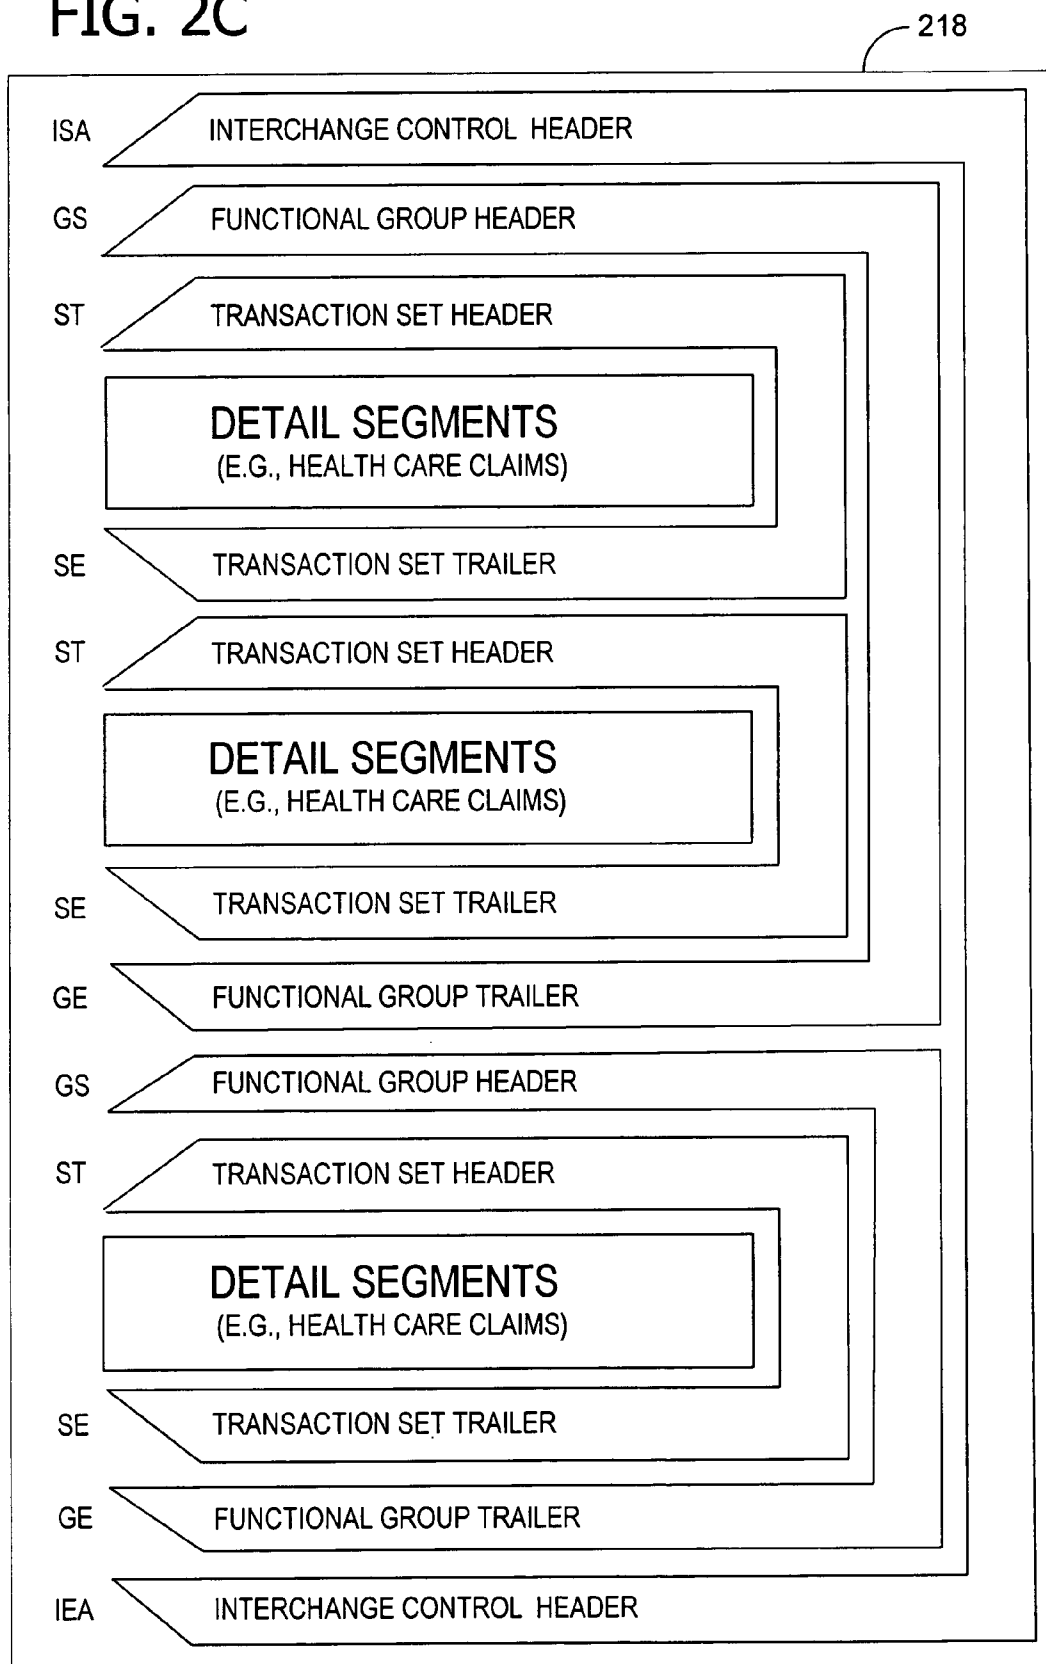 FIG. 2C
218
ISA INTERCHANGE CONTROL HEADER
GS FUNCTIONAL GROUP HEADER
ST TRANSACTION SET HEADER
DETAIL SEGMENTS
(E.G., HEALTH CARE CLAIMS)
SE TRANSACTION SET TRAILER
ST TRANSACTION SET HEADER
DETAIL SEGMENTS
(E.G., HEALTH CARE CLAIMS)
SE TRANSACTION SET TRAILER
GE FUNCTIONAL GROUP TRAILER
GS FUNCTIONAL GROUP HEADER
ST TRANSACTION SET HEADER
DETAIL SEGMENTS
(E.G., HEALTH CARE CLAIMS)
SE TRANSACTION SET TRAILER
GE FUNCTIONAL GROUP TRAILER
IEA INTERCHANGE CONTROL HEADER